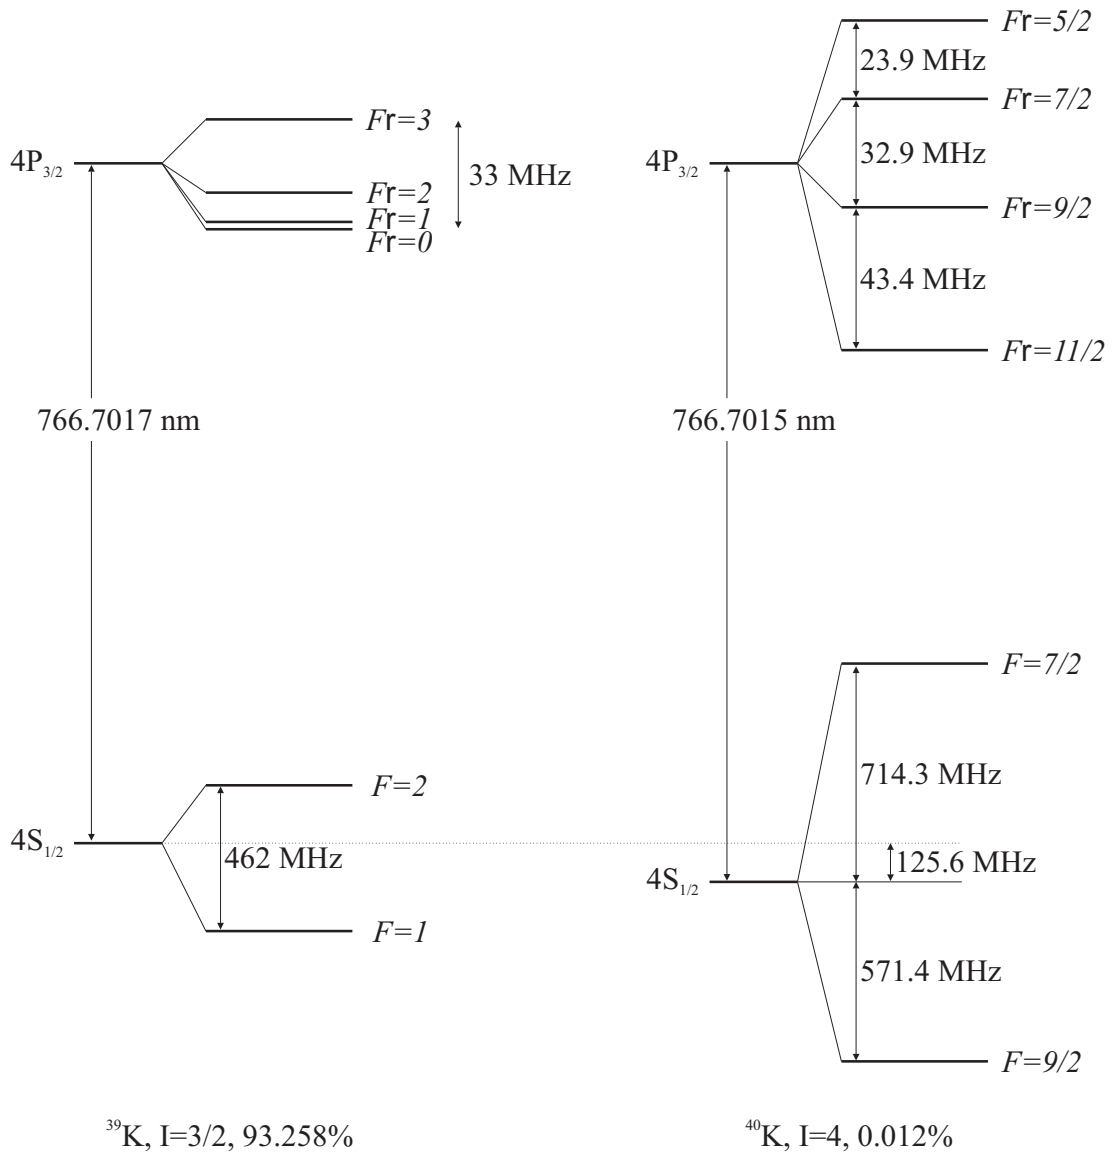 Fr=5/2
23.9 MHz
Fr=7/2
Fr=3
4P3/2
33 MHz
4P3/2
32.9 MHz
Fr=2
Fr=1
Fr=9/2
Fr=0
43.4 MHz
Fr=11/2
766.7017 nm
766.7015 nm
F=7/2
714.3 MHz
F=2
4S1/2
462 MHz
125.6 MHz
4S1/2
F=1
571.4 MHz
F=9/2
39K, I=3/2, 93.258%
40K, I=4, 0.012%